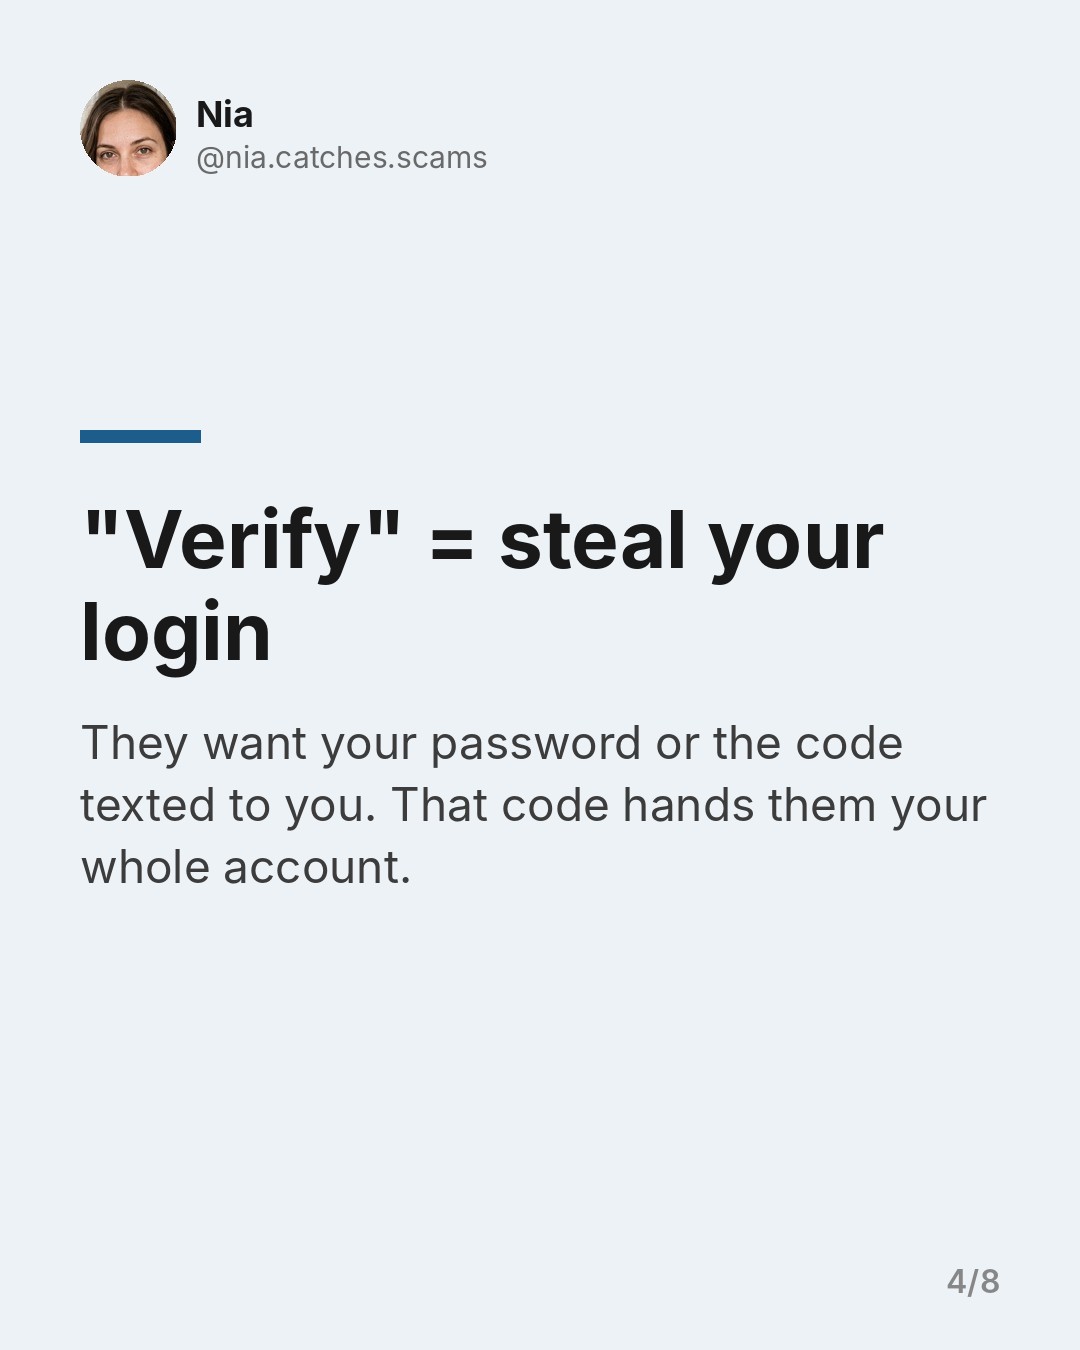 Nia
@nia.catches.scams
"Verify" = steal your
login
They want your password or the code
texted to you. That code hands them your
whole account.
4/8